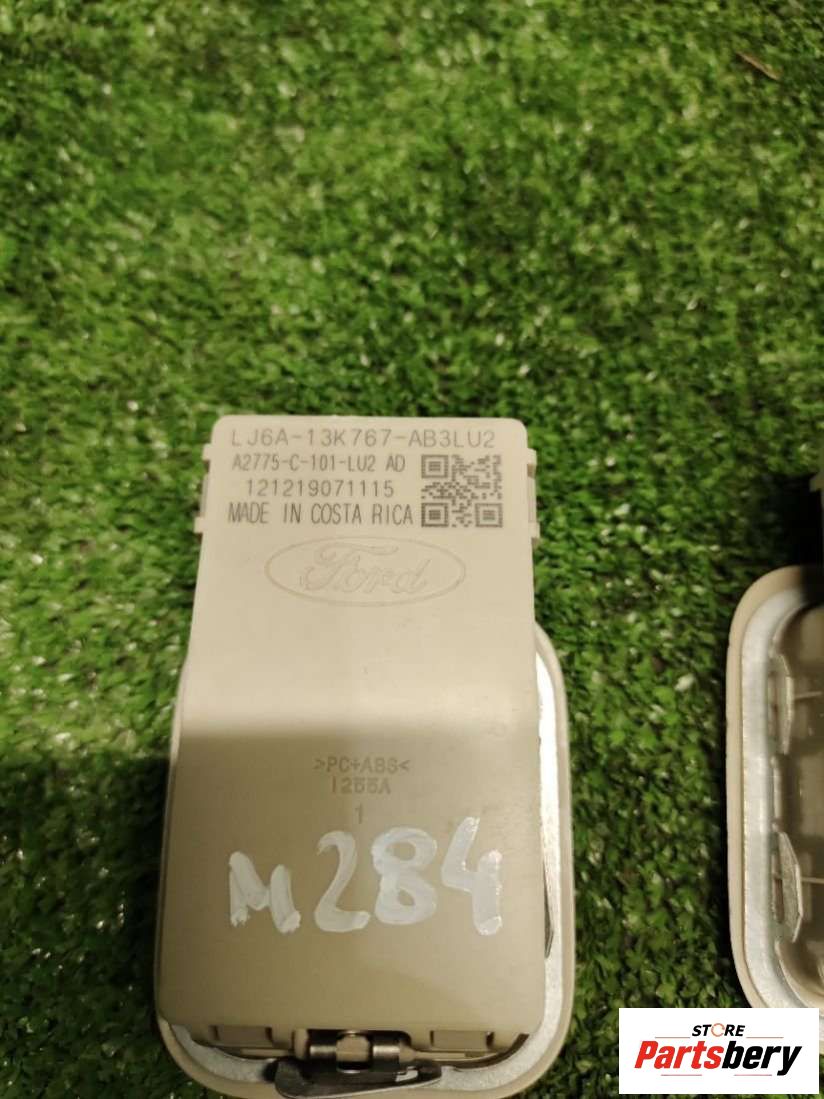 LJ6A-13K767-AB3LU2
A2775-C-101-LU2 AD
121219071115
MADE IN COSTA RICA
Ford
>PC+ABS<
1255A
1
M284
STORE
Partsbery